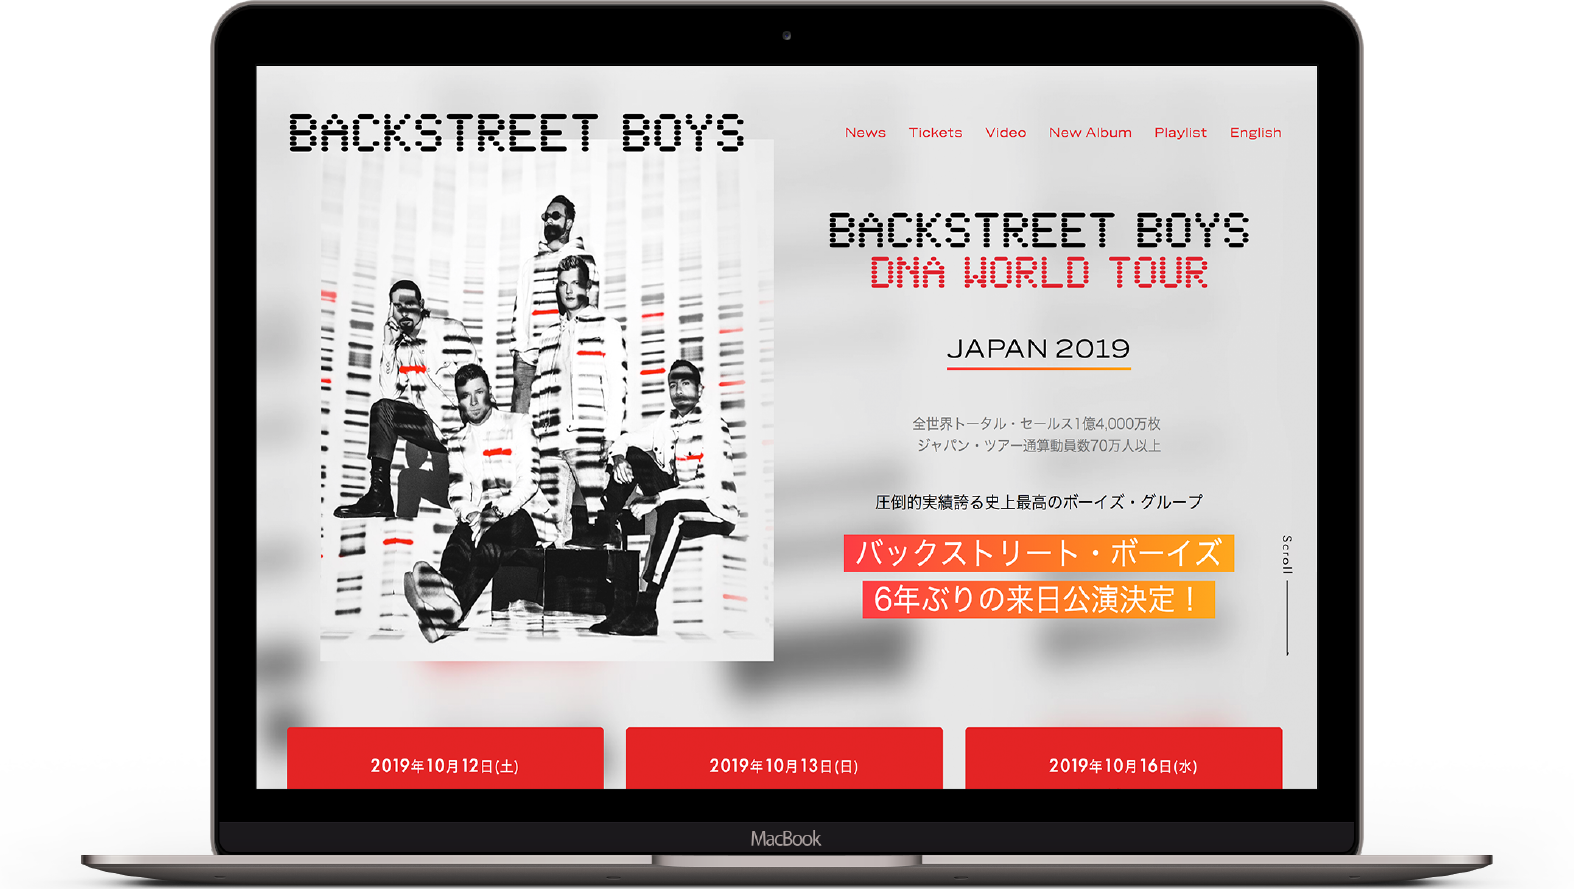 BACKSTREET BOYS
News Tickets Video New Album Playlist English
BACKSTREET BOYS
DNA WORLD TOUR
JAPAN 2019
全世界トータル・セールス1億4,000万枚
ジャパン・ツアー通算動員数70万人以上
圧倒的実績誇る史上最高のボーイズ・グループ
バックストリート・ボーイズ
6年ぶりの来日公演決定！
Scroll
2019年10月12日(土)
2019年10月13日(日)
2019年10月16日(水)
MacBook